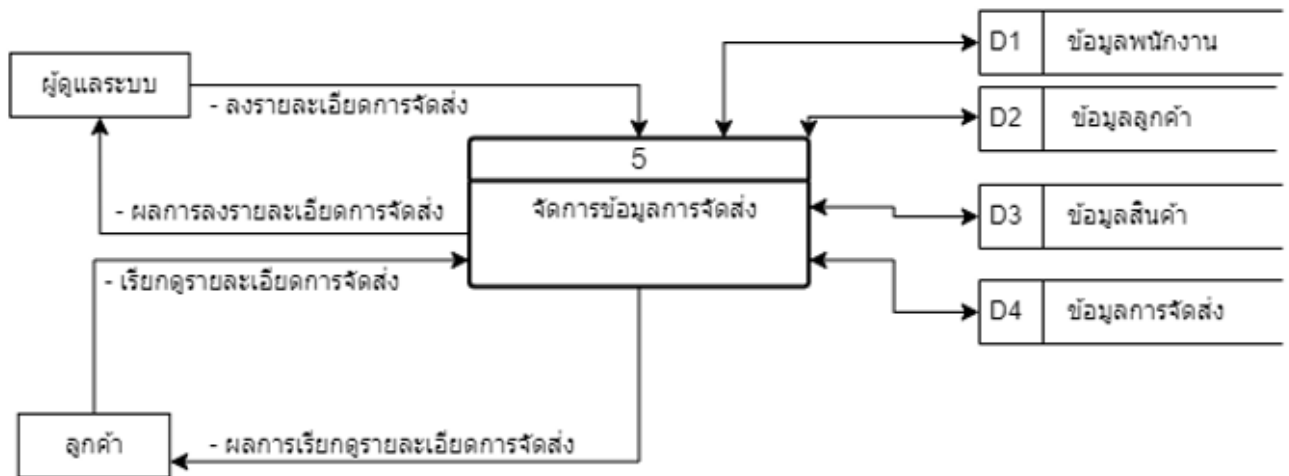 D1 ข้อมูลพนักงาน
ผู้ดูแลระบบ
- ลงรายละเอียดการจัดส่ง
D2 ข้อมูลลูกค้า
5
- ผลการลงรายละเอียดการจัดส่ง
จัดการข้อมูลการจัดส่ง
D3 ข้อมูลสินค้า
- เรียกดูรายละเอียดการจัดส่ง
D4 ข้อมูลการจัดส่ง
ลูกค้า
- ผลการเรียกดูรายละเอียดการจัดส่ง